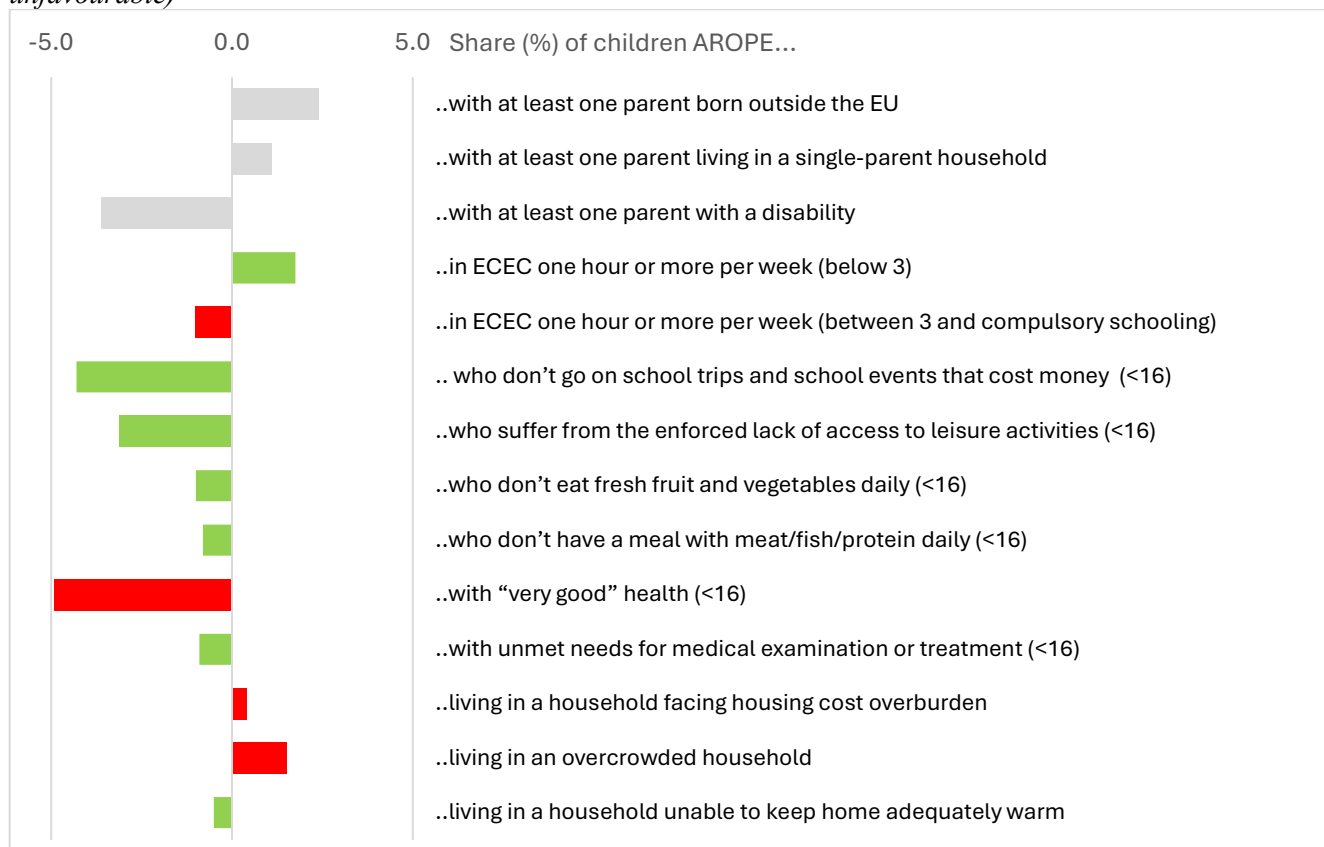 unfavourable)
-5.0 0.0 5.0 Share (%) of children AROPE...
..with at least one parent born outside the EU
..with at least one parent living in a single-parent household
..with at least one parent with a disability
..in ECEC one hour or more per week (below 3)
..in ECEC one hour or more per week (between 3 and compulsory schooling)
.. who don’t go on school trips and school events that cost money (<16)
..who suffer from the enforced lack of access to leisure activities (<16)
..who don’t eat fresh fruit and vegetables daily (<16)
..who don’t have a meal with meat/fish/protein daily (<16)
..with “very good” health (<16)
..with unmet needs for medical examination or treatment (<16)
..living in a household facing housing cost overburden
..living in an overcrowded household
..living in a household unable to keep home adequately warm